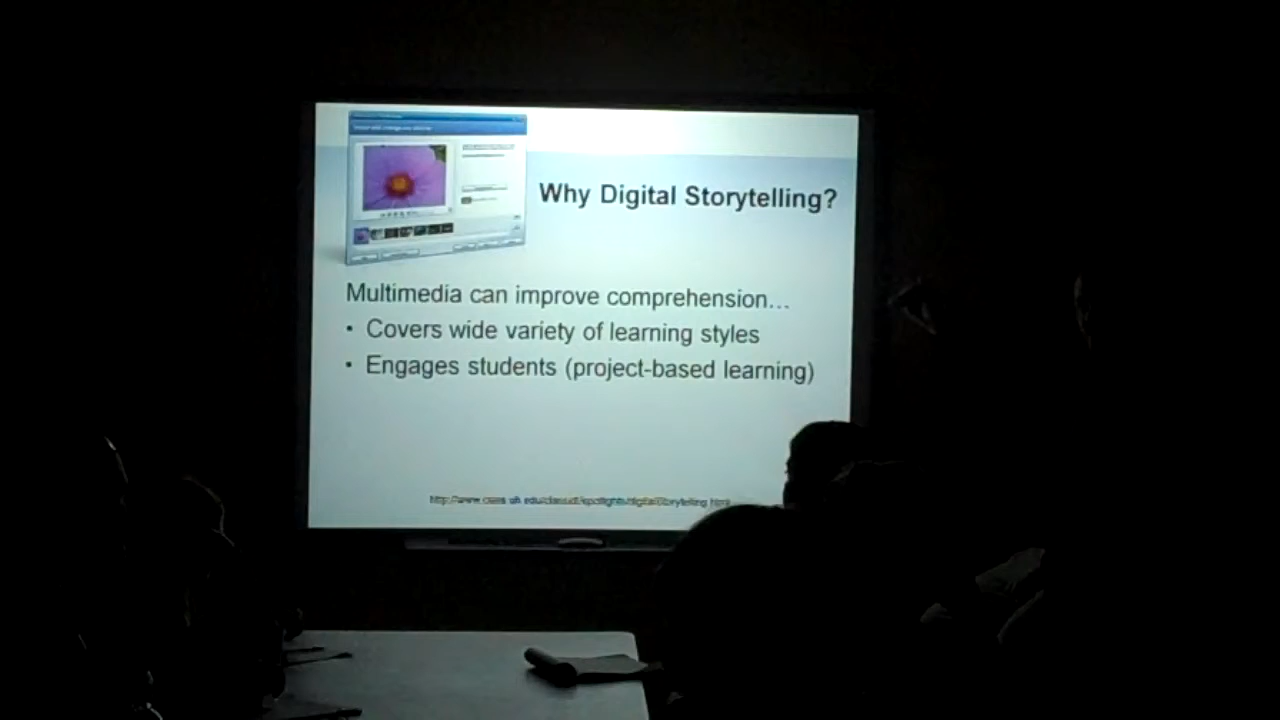 Why Digital Storytelling?
Multimedia can improve comprehension…
• Covers wide variety of learning styles
• Engages students (project-based learning)